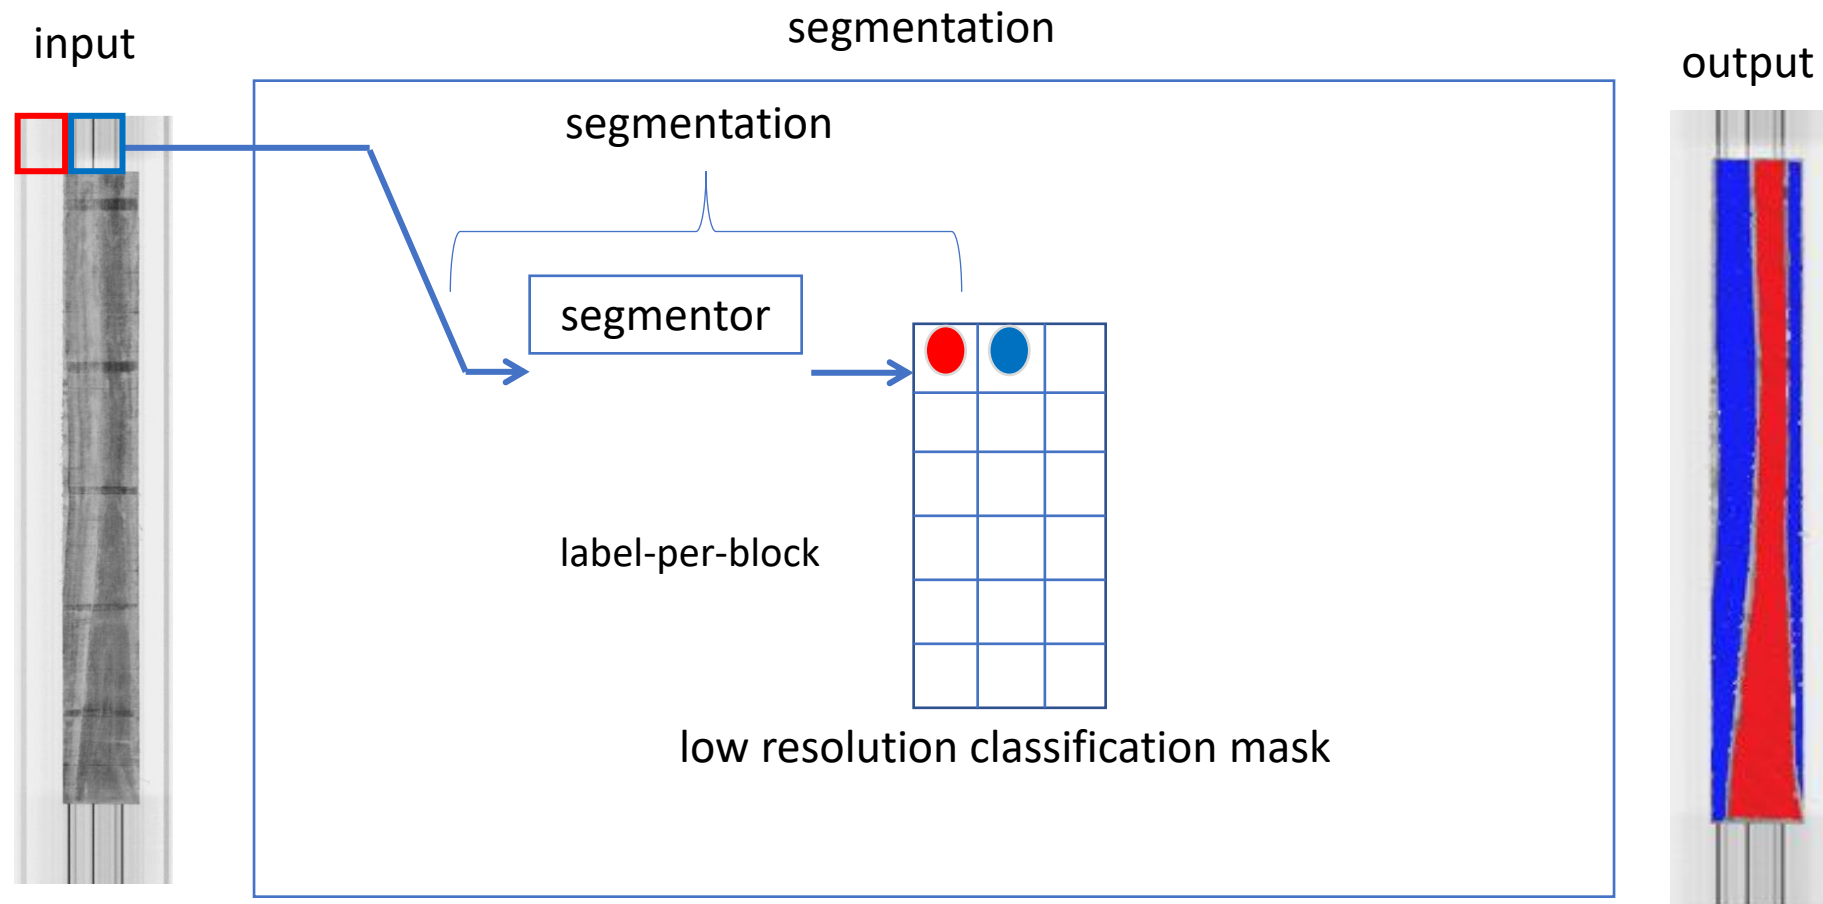 segmentation
input
output
segmentation
segmentor
label-per-block
low resolution classification mask